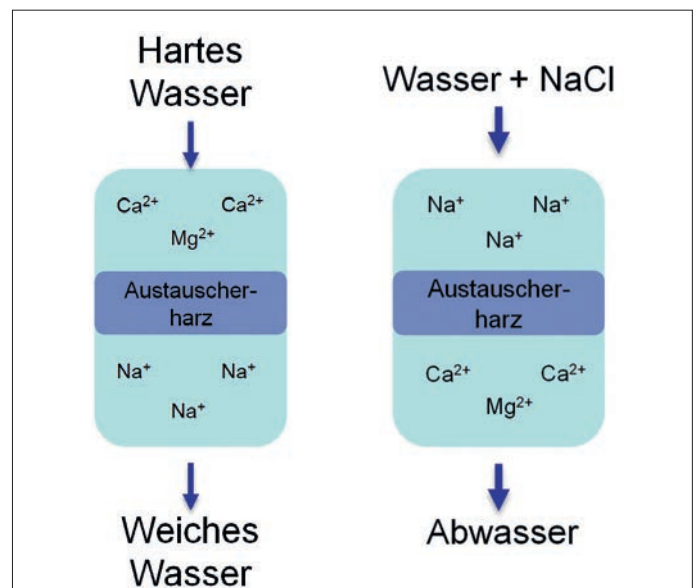 Hartes
Wasser
Ca²⁺ Ca²⁺
Mg²⁺
Austauscher-
harz
Na⁺ Na⁺
Na⁺
Weiches
Wasser
Wasser + NaCl
Na⁺ Na⁺
Na⁺
Austauscher-
harz
Ca²⁺ Ca²⁺
Mg²⁺
Abwasser